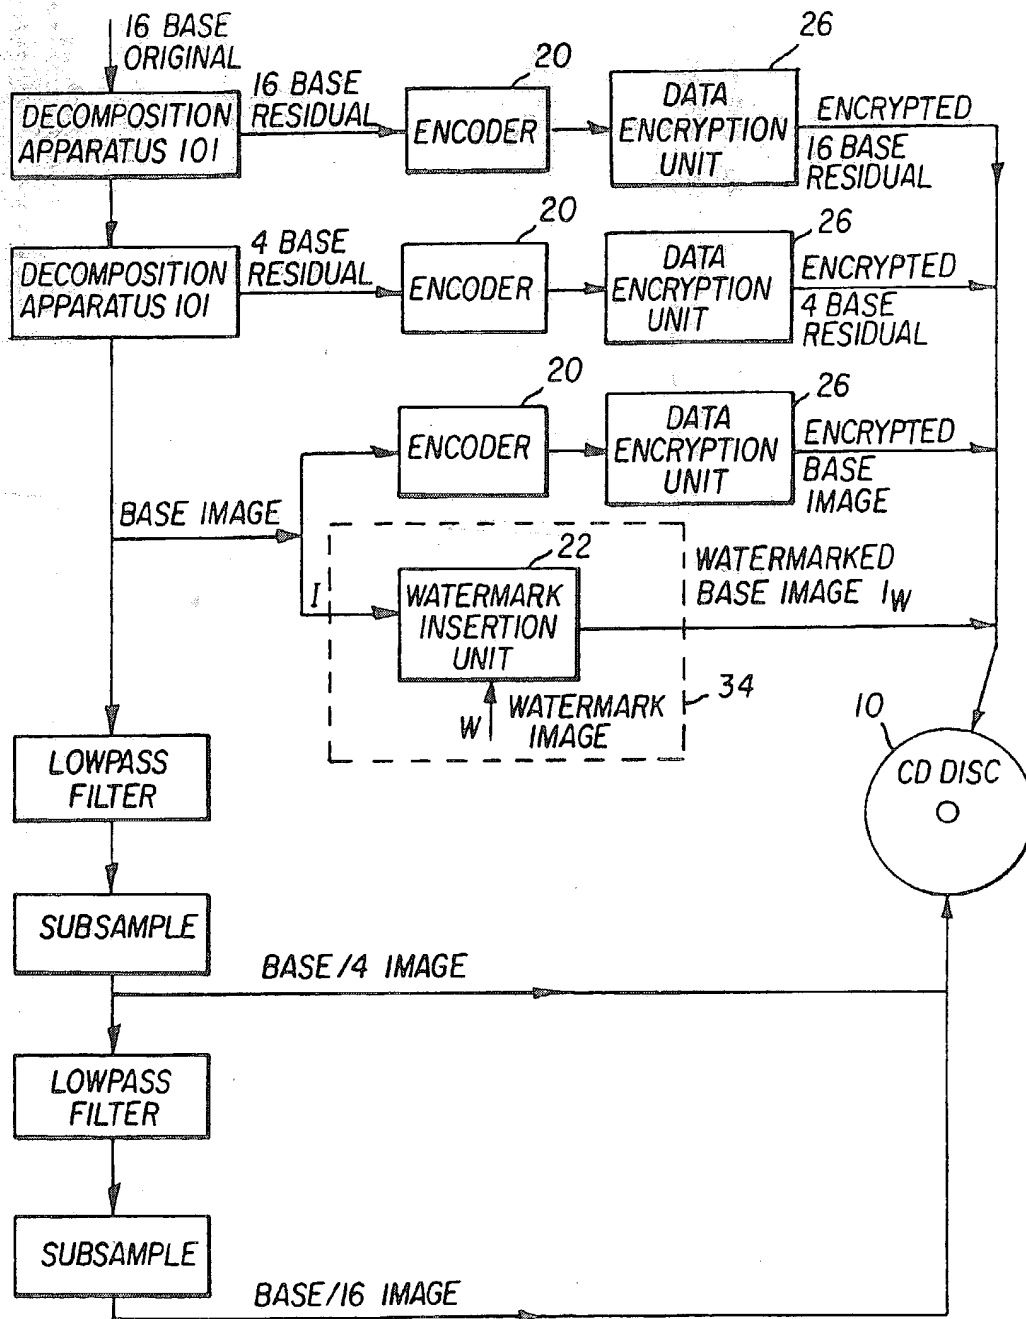 16 BASE
ORIGINAL
DECOMPOSITION
APPARATUS 101
16 BASE
RESIDUAL
20
ENCODER
26
DATA
ENCRYPTION
UNIT
ENCRYPTED
16 BASE
RESIDUAL
DECOMPOSITION
APPARATUS 101
4 BASE
RESIDUAL
20
ENCODER
26
DATA
ENCRYPTION
UNIT
ENCRYPTED
4 BASE
RESIDUAL
20
ENCODER
26
DATA
ENCRYPTION
UNIT
ENCRYPTED
BASE
IMAGE
BASE IMAGE
I
22
WATERMARK
INSERTION
UNIT
W
WATERMARK
IMAGE
34
WATERMARKED
BASE IMAGE IW
10
CD DISC
LOWPASS
FILTER
SUBSAMPLE
BASE/4 IMAGE
LOWPASS
FILTER
SUBSAMPLE
BASE/16 IMAGE